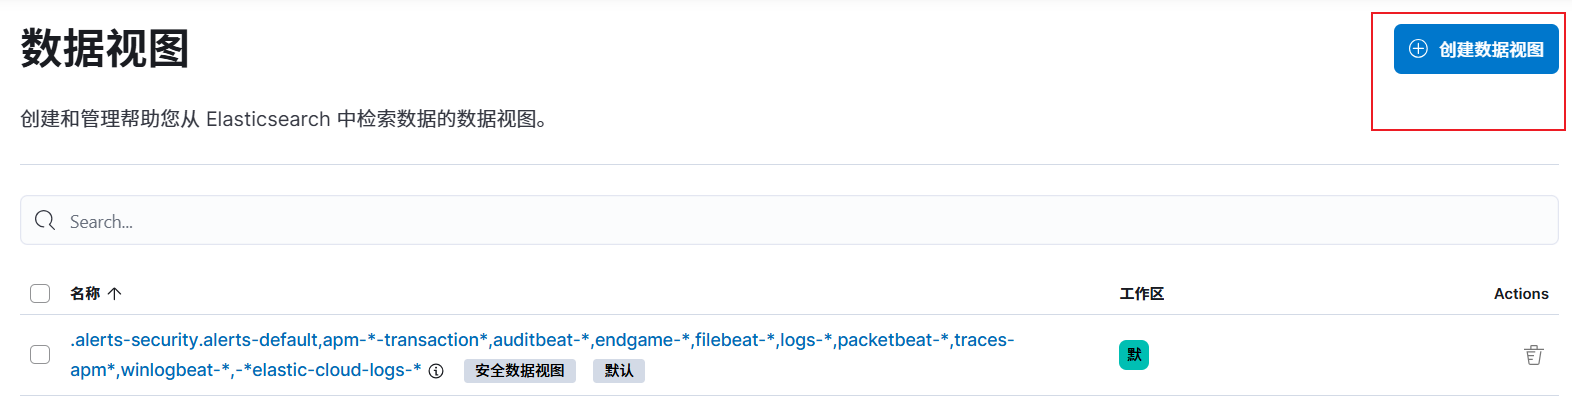 数据视图
创建数据视图
创建和管理帮助您从 Elasticsearch 中检索数据的数据视图。
Search...
名称 工作区 Actions
.alerts-security.alerts-default,apm-*-transaction*,auditbeat-*,endgame-*,filebeat-*,logs-*,packetbeat-*,traces-
apm*,winlogbeat-*,-*elastic-cloud-logs-* 安全数据视图 默认
默